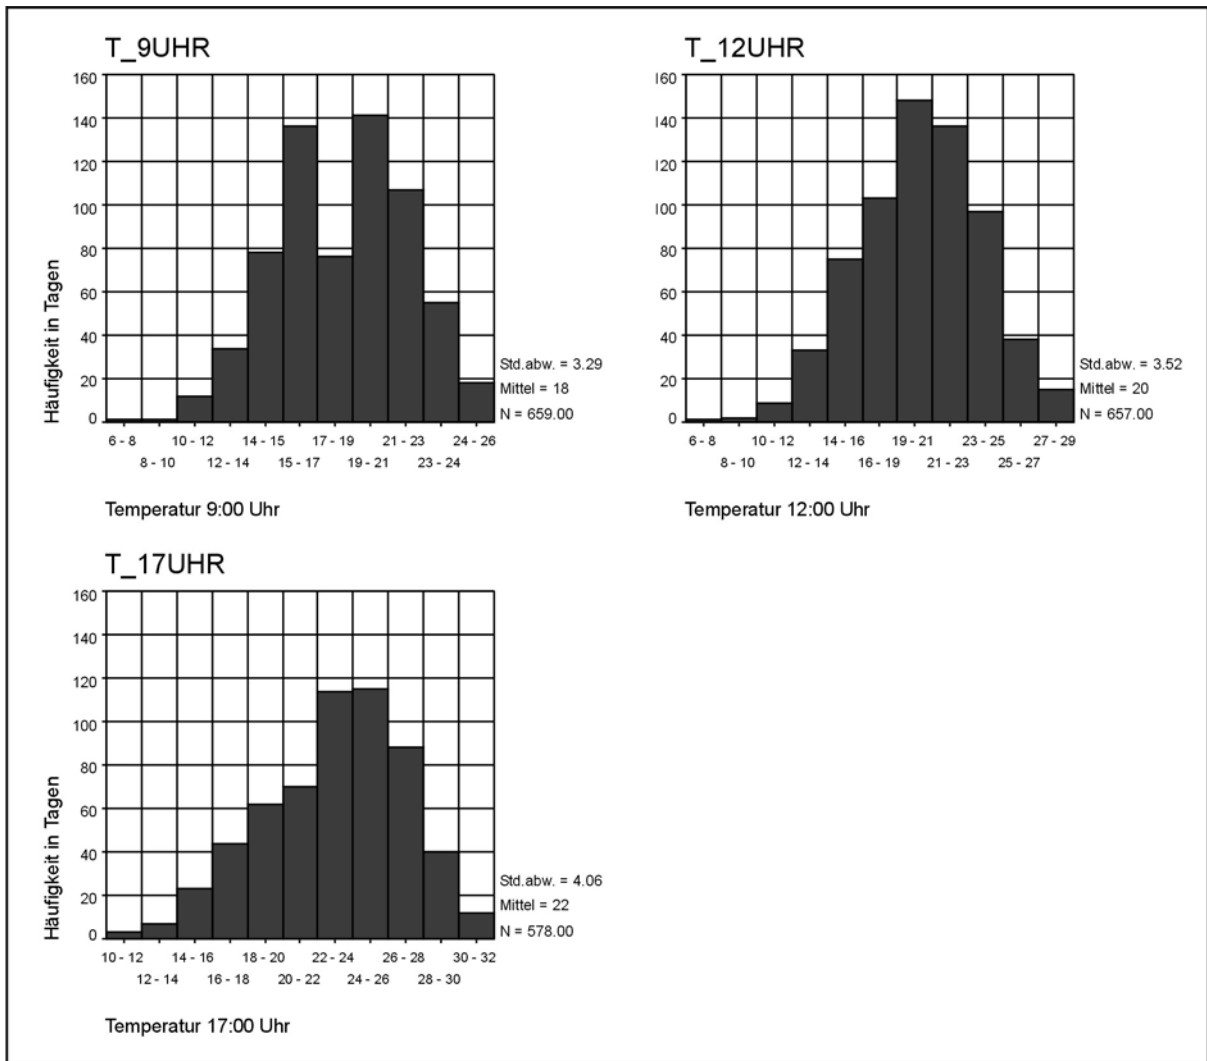 T_9UHR
160
140
120
100
80
60
40
20
0
Häufigkeit in Tagen
6 - 8 10 - 12 14 - 15 17 - 19 21 - 23 24 - 26
8 - 10 12 - 14 15 - 17 19 - 21 23 - 24
Std.abw. = 3.29
Mittel = 18
N = 659.00
Temperatur 9:00 Uhr
T_12UHR
160
140
120
100
80
60
40
20
0
6 - 8 10 - 12 14 - 16 19 - 21 23 - 25 27 - 29
8 - 10 12 - 14 16 - 19 21 - 23 25 - 27
Std.abw. = 3.52
Mittel = 20
N = 657.00
Temperatur 12:00 Uhr
T_17UHR
160
140
120
100
80
60
40
20
0
Häufigkeit in Tagen
10 - 12 14 - 16 18 - 20 22 - 24 26 - 28 30 - 32
12 - 14 16 - 18 20 - 22 24 - 26 28 - 30
Std.abw. = 4.06
Mittel = 22
N = 578.00
Temperatur 17:00 Uhr